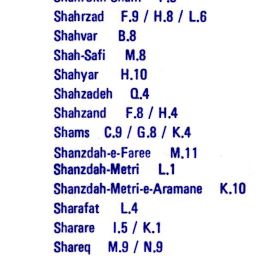 Shahrzad F.9 / H.8 / L.6
Shahvar B.8
Shah-Safi M.8
Shahyar H.10
Shahzadeh Q.4
Shahzand F.8 / H.4
Shams C.9 / G.8 / K.4
Shanzdah-e-Faree M.11
Shanzdah-Metri L.1
Shanzdah-Metri-e-Aramane K.10
Sharafat L.4
Sharare I.5 / K.1
Shareq M.9 / N.9